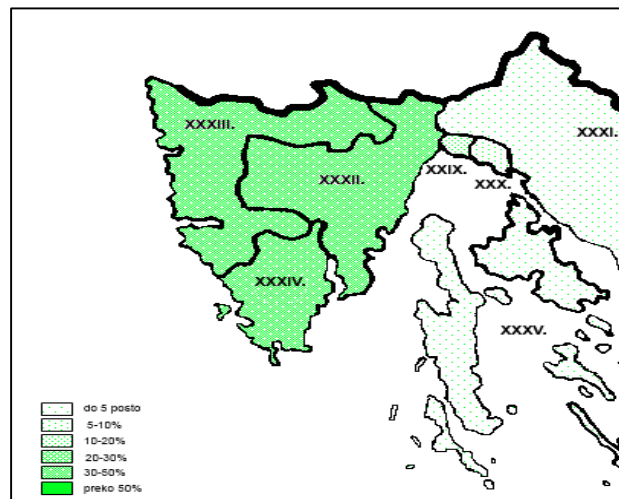 XXXIII.
XXXI.
XXXII.
XXIX.
XXX.
XXXIV.
XXXV.
do 5 posto
5-10%
10-20%
20-30%
30-50%
preko 50%